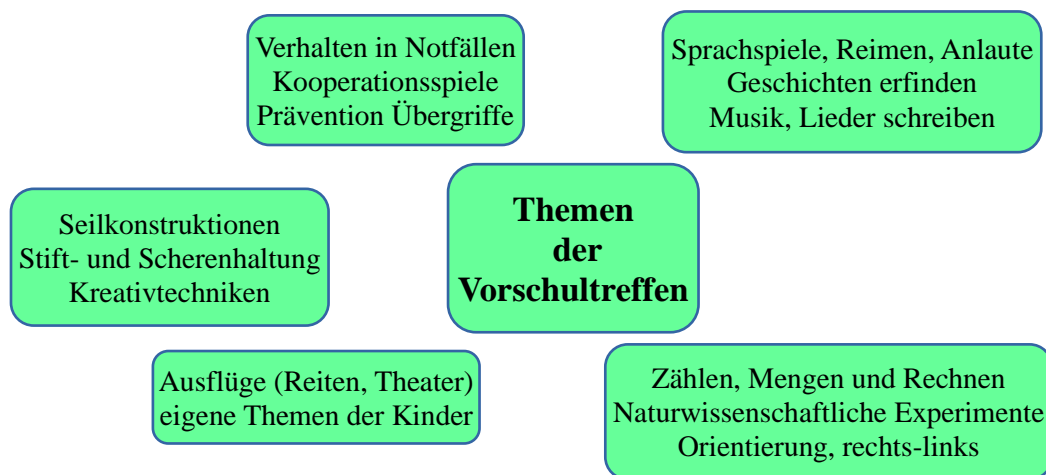 Verhalten in Notfällen
Kooperationsspiele
Prävention Übergriffe
Sprachspiele, Reimen, Anlaute
Geschichten erfinden
Musik, Lieder schreiben
Themen
der
Vorschultreffen
Seilkonstruktionen
Stift- und Scherenhaltung
Kreativtechniken
Ausflüge (Reiten, Theater)
eigene Themen der Kinder
Zählen, Mengen und Rechnen
Naturwissenschaftliche Experimente
Orientierung, rechts-links